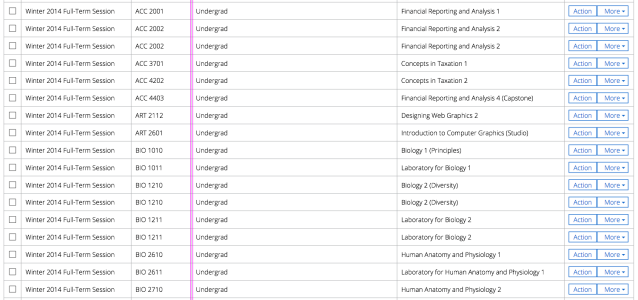 Winter 2014 Full-Term Session ACC 2001 Undergrad Financial Reporting and Analysis 1 Action More
Winter 2014 Full-Term Session ACC 2002 Undergrad Financial Reporting and Analysis 2 Action More
Winter 2014 Full-Term Session ACC 2002 Undergrad Financial Reporting and Analysis 2 Action More
Winter 2014 Full-Term Session ACC 3701 Undergrad Concepts in Taxation 1 Action More
Winter 2014 Full-Term Session ACC 4202 Undergrad Concepts in Taxation 2 Action More
Winter 2014 Full-Term Session ACC 4403 Undergrad Financial Reporting and Analysis 4 (Capstone) Action More
Winter 2014 Full-Term Session ART 2112 Undergrad Designing Web Graphics 2 Action More
Winter 2014 Full-Term Session ART 2601 Undergrad Introduction to Computer Graphics (Studio) Action More
Winter 2014 Full-Term Session BIO 1010 Undergrad Biology 1 (Principles) Action More
Winter 2014 Full-Term Session BIO 1011 Undergrad Laboratory for Biology 1 Action More
Winter 2014 Full-Term Session BIO 1210 Undergrad Biology 2 (Diversity) Action More
Winter 2014 Full-Term Session BIO 1210 Undergrad Biology 2 (Diversity) Action More
Winter 2014 Full-Term Session BIO 1211 Undergrad Laboratory for Biology 2 Action More
Winter 2014 Full-Term Session BIO 1211 Undergrad Laboratory for Biology 2 Action More
Winter 2014 Full-Term Session BIO 2610 Undergrad Human Anatomy and Physiology 1 Action More
Winter 2014 Full-Term Session BIO 2611 Undergrad Laboratory for Human Anatomy and Physiology 1 Action More
Winter 2014 Full-Term Session BIO 2710 Undergrad Human Anatomy and Physiology 2 Action More